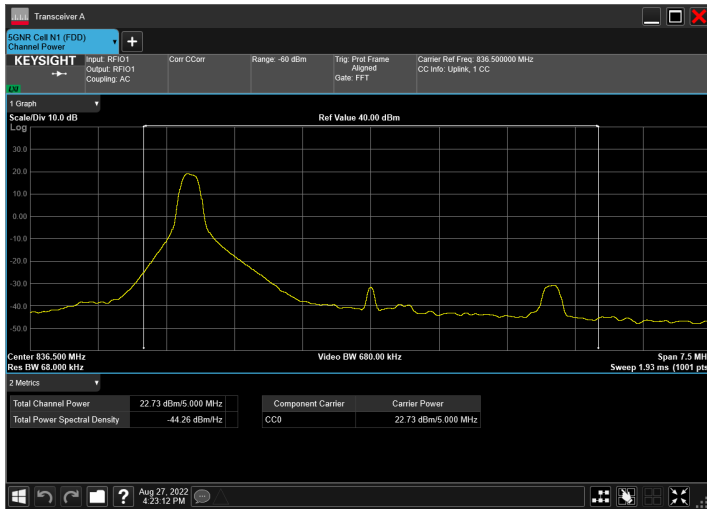 Transceiver A
5GNR Cell N1 (FDD)
Channel Power
KEYSIGHT
LXI
Input: RFIO1
Output: RFIO1
Coupling: AC
Corr CCorr
Range: -60 dBm
Trig: Prot Frame
Aligned
Gate: FFT
Carrier Ref Freq: 836.500000 MHz
CC Info: Uplink, 1 CC
1 Graph
Scale/Div 10.0 dB
Ref Value 40.00 dBm
Log
30.0
20.0
10.0
0.00
-10.0
-20.0
-30.0
-40.0
-50.0
Center 836.500 MHz
Video BW 680.00 kHz
Span 7.5 MH
Res BW 68.000 kHz
Sweep 1.93 ms (1001 pts
2 Metrics
Total Channel Power 22.73 dBm/5.000 MHz
Total Power Spectral Density -44.26 dBm/Hz
Component Carrier Carrier Power
CC0 22.73 dBm/5.000 MHz
?
Aug 27, 2022
4:23:12 PM